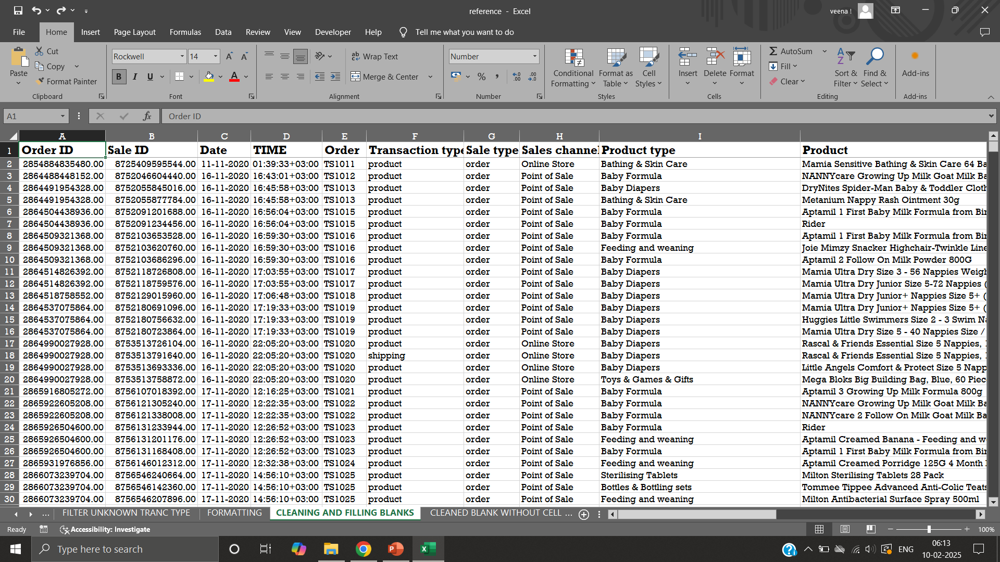 reference - Excel
veena !
File Home Insert Page Layout Formulas Data Review View Developer Help Tell me what you want to do
Paste
Cut
Copy
Format Painter
Clipboard
Rockwell 14
B I U
Font
Wrap Text
Merge & Center
Alignment
Number
Number
Conditional Formatting
Format as Table
Cell Styles
Styles
Insert Delete Format
Cells
AutoSum
Fill
Clear
Sort & Filter
Find & Select
Editing
Add-ins
Add-ins
A1 fx Order ID
A B C D E F G H I
1 Order ID Sale ID Date TIME Order Transaction type Sale type Sales channel Product type Product
2 2854884835480.00 8725409595544.00 11-11-2020 01:39:33+03:00 TS1011 product order Online Store Bathing & Skin Care Mamia Sensitive Bathing & Skin Care 64 Ba
3 2864488448152.00 8752046604440.00 16-11-2020 16:43:01+03:00 TS1012 product order Point of Sale Baby Formula NANNYcare Growing Up Milk Goat Milk Ba
4 2864491954328.00 8752055845016.00 16-11-2020 16:45:58+03:00 TS1013 product order Point of Sale Baby Diapers DryNites Spider-Man Baby & Toddler Cloth
5 2864491954328.00 8752055877784.00 16-11-2020 16:45:58+03:00 TS1013 product order Point of Sale Bathing & Skin Care Metanium Nappy Rash Ointment 30g
6 2864504438936.00 8752091201688.00 16-11-2020 16:56:04+03:00 TS1015 product order Point of Sale Baby Formula Aptamil 1 First Baby Milk Formula from Bir
7 2864504438936.00 8752091234456.00 16-11-2020 16:56:04+03:00 TS1015 product order Point of Sale Baby Formula Rider
8 2864509321368.00 8752103653528.00 16-11-2020 16:59:30+03:00 TS1016 product order Point of Sale Baby Formula Aptamil 1 First Baby Milk Formula from Bir
9 2864509321368.00 8752103620760.00 16-11-2020 16:59:30+03:00 TS1016 product order Point of Sale Feeding and weaning Joie Mimzy Snacker Highchair-Twinkle Line
10 2864509321368.00 8752103686296.00 16-11-2020 16:59:30+03:00 TS1016 product order Point of Sale Baby Formula Aptamil 2 Follow On Milk Powder 800G
11 2864514826392.00 8752118726808.00 16-11-2020 17:03:55+03:00 TS1017 product order Point of Sale Baby Diapers Mamia Ultra Dry Size 3 - 56 Nappies Weigh
12 2864514826392.00 8752118759576.00 16-11-2020 17:03:55+03:00 TS1017 product order Point of Sale Baby Diapers Mamia Ultra Dry Junior Size 5-72 Nappies (
13 2864518758552.00 8752129015960.00 16-11-2020 17:06:48+03:00 TS1018 product order Point of Sale Baby Diapers Mamia Ultra Dry Junior+ Nappies Size 5+ (
14 2864537075864.00 8752180691096.00 16-11-2020 17:19:33+03:00 TS1019 product order Point of Sale Baby Diapers Mamia Ultra Dry Junior+ Nappies Size 5+ (
15 2864537075864.00 8752180756632.00 16-11-2020 17:19:33+03:00 TS1019 product order Point of Sale Baby Diapers Huggies Little Swimmers Size 2 - 3 Swim Na
16 2864537075864.00 8752180723864.00 16-11-2020 17:19:33+03:00 TS1019 product order Point of Sale Baby Diapers Mamia Ultra Dry Size 5 - 40 Nappies Size /
17 2864990027928.00 8753513726104.00 16-11-2020 22:05:20+03:00 TS1020 product order Online Store Baby Diapers Rascal & Friends Essential Size 5 Nappies,
18 2864990027928.00 8753513791640.00 16-11-2020 22:05:20+03:00 TS1020 shipping order Online Store Baby Diapers Rascal & Friends Essential Size 5 Nappies,
19 2864990027928.00 8753513693336.00 16-11-2020 22:05:20+03:00 TS1020 product order Online Store Baby Diapers Little Angels Comfort & Protect Size 5 Napp
20 2864990027928.00 8753513758872.00 16-11-2020 22:05:20+03:00 TS1020 product order Online Store Toys & Games & Gifts Mega Bloks Big Building Bag, Blue, 60 Piec
21 2865916805272.00 8756107018392.00 17-11-2020 12:16:25+03:00 TS1021 product order Point of Sale Baby Formula Aptamil 3 Growing Up Milk Formula 800g
22 2865922605208.00 8756121305240.00 17-11-2020 12:22:35+03:00 TS1022 product order Point of Sale Baby Formula NANNYcare Growing Up Milk Goat Milk Ba
23 2865922605208.00 8756121338008.00 17-11-2020 12:22:35+03:00 TS1022 product order Point of Sale Baby Formula NANNYcare 2 Follow On Milk Goat Milk Ba
24 2865926504600.00 8756131233944.00 17-11-2020 12:26:52+03:00 TS1023 product order Point of Sale Baby Formula Rider
25 2865926504600.00 8756131201176.00 17-11-2020 12:26:52+03:00 TS1023 product order Point of Sale Feeding and weaning Aptamil Creamed Banana - Feeding and w
26 2865926504600.00 8756131168408.00 17-11-2020 12:26:52+03:00 TS1023 product order Point of Sale Baby Formula Aptamil 1 First Baby Milk Formula from Bir
27 2865931976856.00 8756146012312.00 17-11-2020 12:32:38+03:00 TS1024 product order Point of Sale Feeding and weaning Aptamil Creamed Porridge 125G 4 Month
28 2866073239704.00 8756546240664.00 17-11-2020 14:56:10+03:00 TS1025 product order Point of Sale Sterilising Tablets Milton Sterilising Tablets 28 Pack
29 2866073239704.00 8756546142360.00 17-11-2020 14:56:10+03:00 TS1025 product order Point of Sale Bottles & Bottling sets Tommee Tippee Advanced Anti-Colic Teats
30 2866073239704.00 8756546207896.00 17-11-2020 14:56:10+03:00 TS1025 product order Point of Sale Feeding and weaning Milton Antibacterial Surface Spray 500ml
... FILTER UNKNOWN TRANC TYPE FORMATTING CLEANING AND FILLING BLANKS CLEANED BLANK WITHOUT CELL ...
Ready Accessibility: Investigate 100%
Type here to search
ENG
06:13
10-02-2025